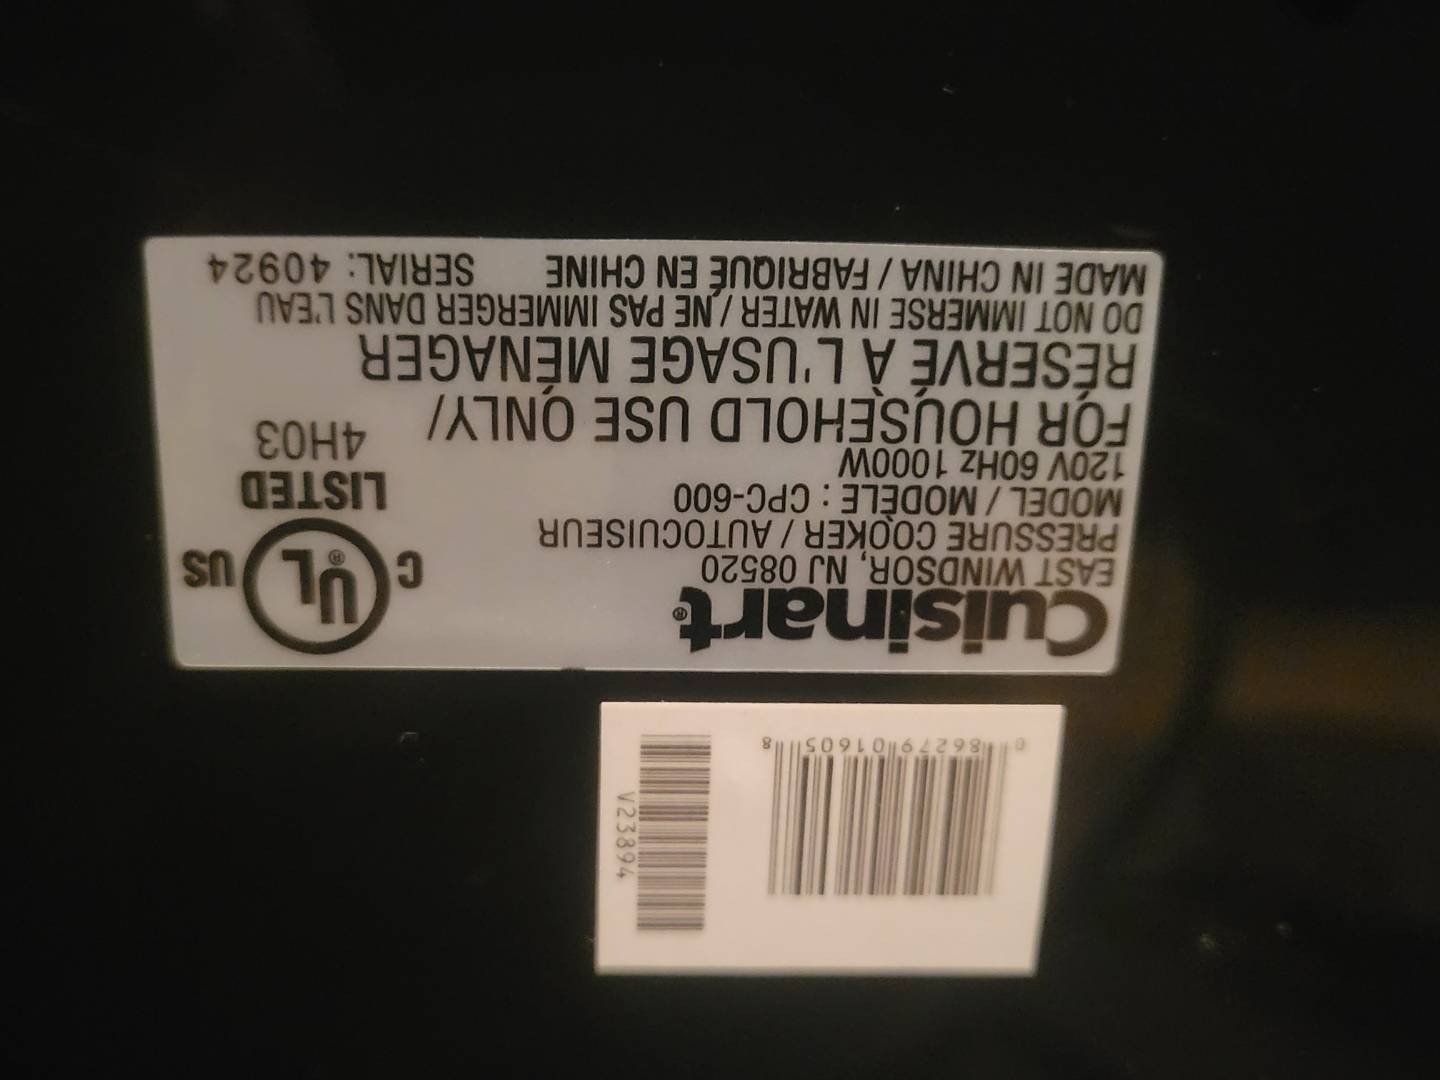 Cuisinart®
EAST WINDSOR, NJ 08520
PRESSURE COOKER / AUTOCUISEUR
MODEL / MODÈLE : CPC-600
120V 60Hz 1000W
FOR HOUSEHOLD USE ONLY/
RÉSERVÉ À L'USAGE MÉNAGER
DO NOT IMMERSE IN WATER / NE PAS IMMERGER DANS L'EAU
MADE IN CHINA / FABRIQUÉ EN CHINE SERIAL: 40924
C UL® US
LISTED
4H03
0 86279 01605 8
V23894